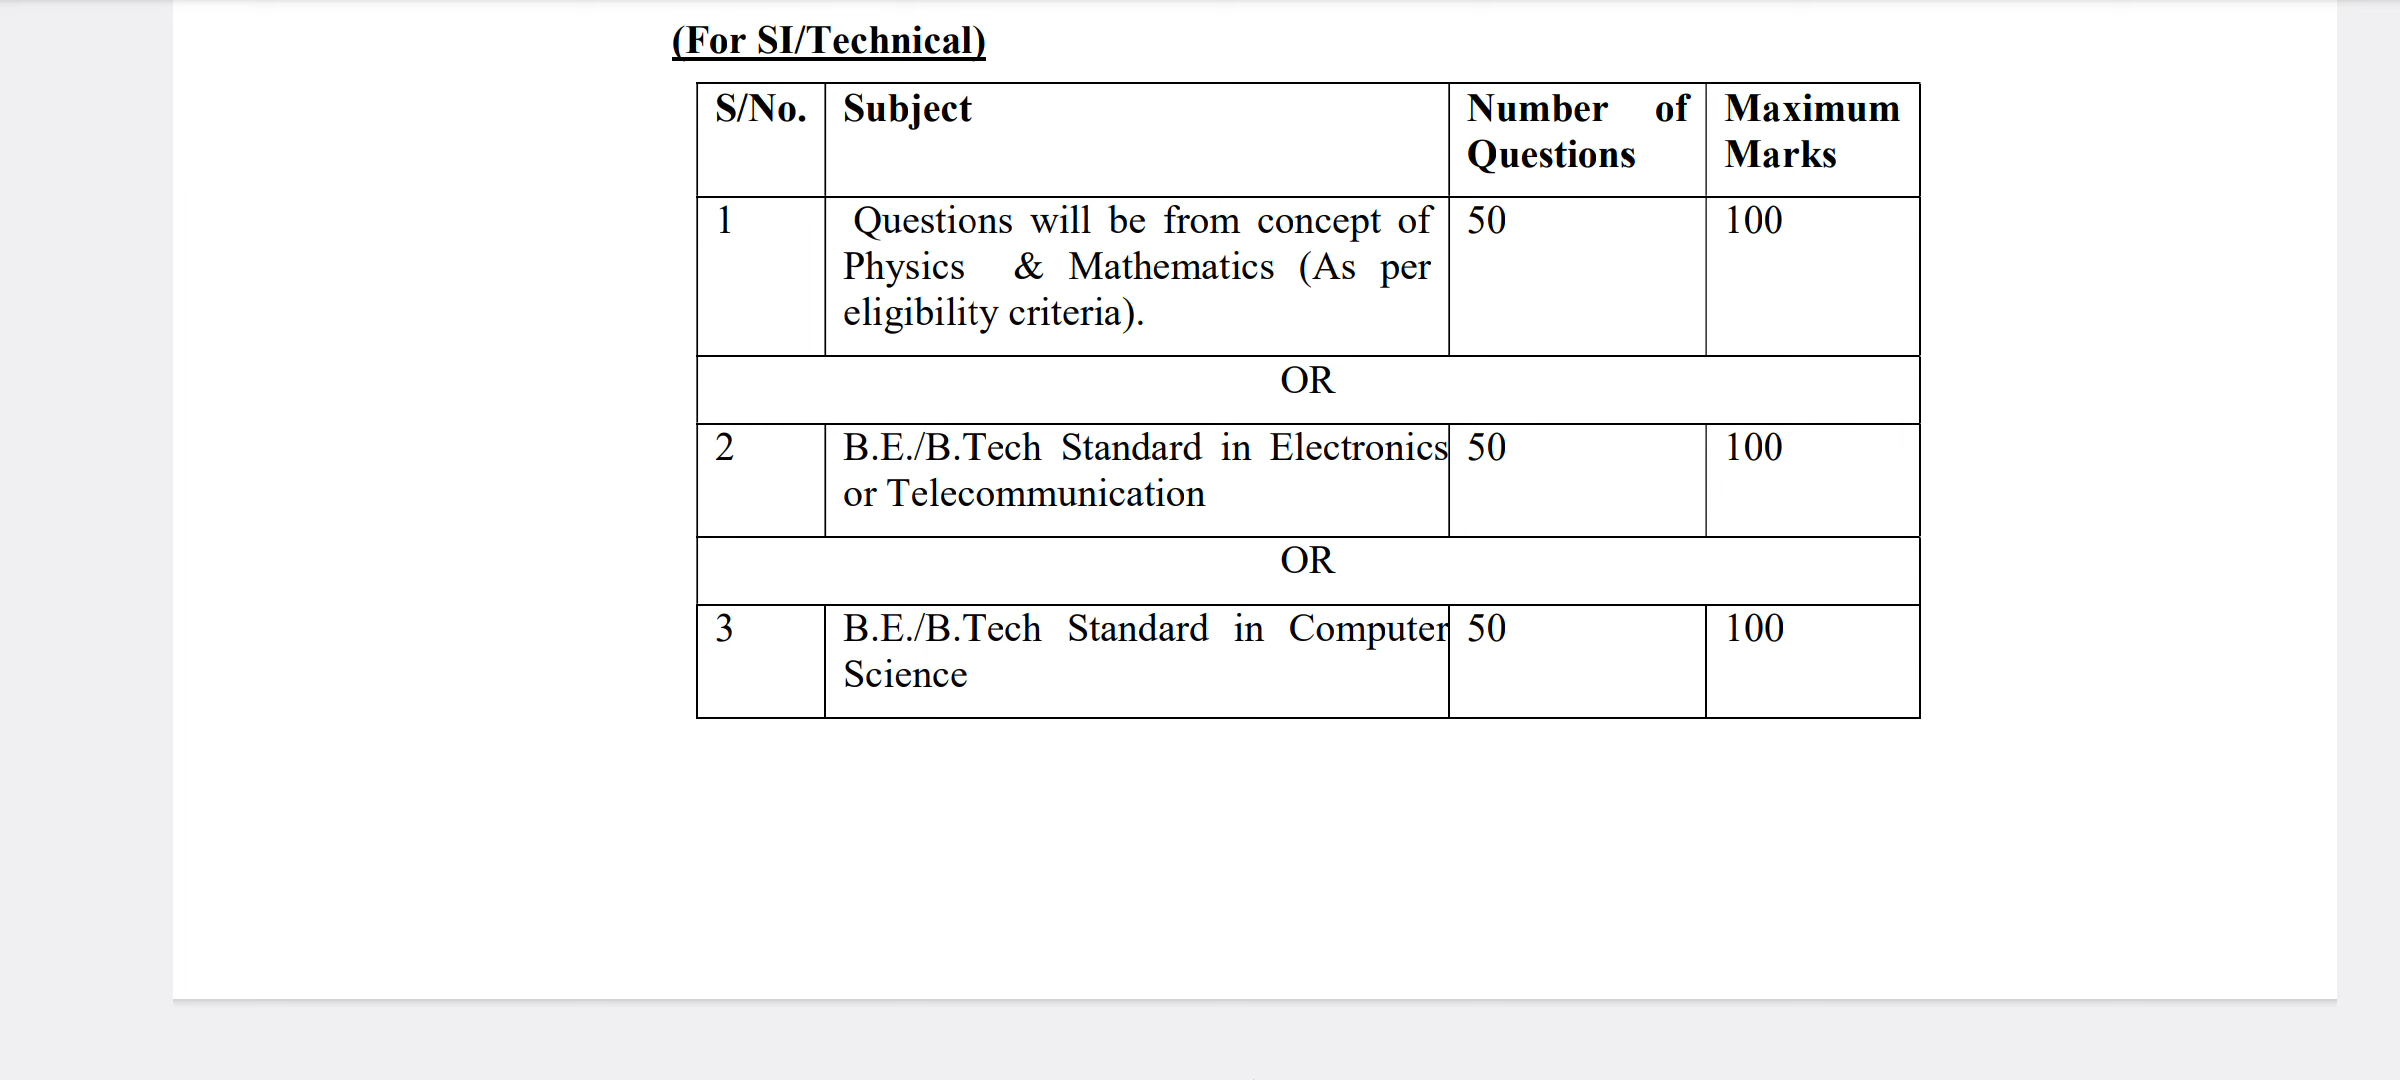 (For SI/Technical)
S/No. Subject Number of Maximum
Questions Marks
1 Questions will be from concept of 50 100
Physics & Mathematics (As per
eligibility criteria).
OR
2 B.E./B.Tech Standard in Electronics 50 100
or Telecommunication
OR
3 B.E./B.Tech Standard in Computer 50 100
Science